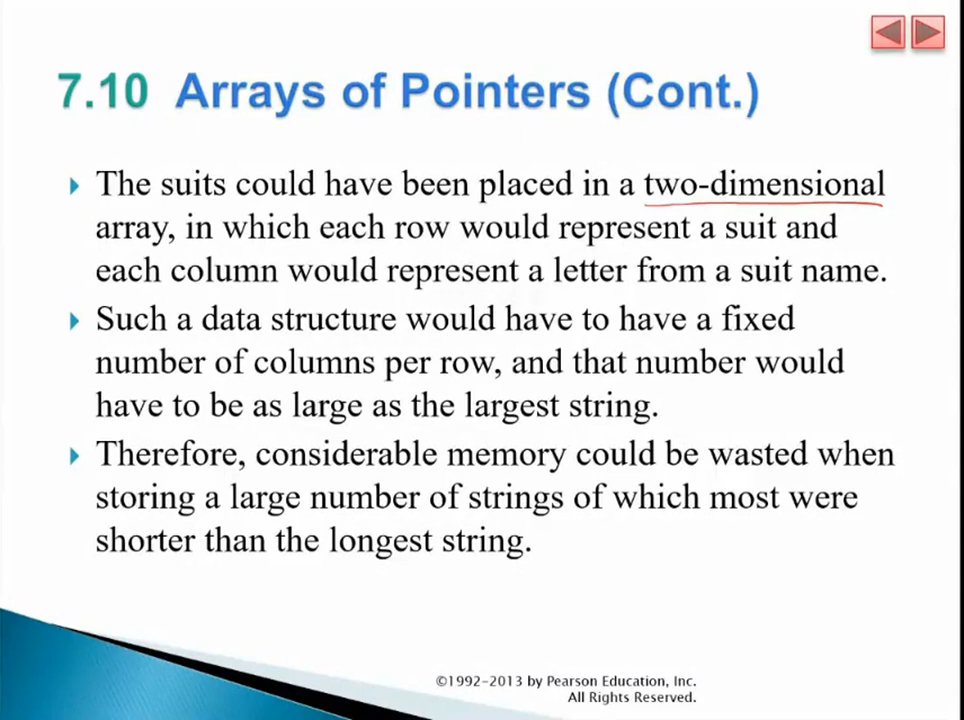 7.10 Arrays of Pointers (Cont.)
The suits could have been placed in a two-dimensional
array, in which each row would represent a suit and
each column would represent a letter from a suit name.
Such a data structure would have to have a fixed
number of columns per row, and that number would
have to be as large as the largest string.
Therefore, considerable memory could be wasted when
storing a large number of strings of which most were
shorter than the longest string.
©1992-2013 by Pearson Education, Inc.
All Rights Reserved.